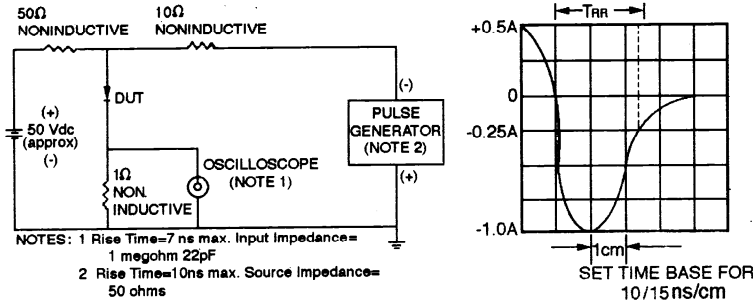 50Ω
NONINDUCTIVE
10Ω
NONINDUCTIVE
DUT
(+)
50 Vdc
(approx)
(-)
1Ω
NON.
INDUCTIVE
OSCILLOSCOPE
(NOTE 1)
(-)
PULSE
GENERATOR
(NOTE 2)
(+)
NOTES: 1 Rise Time=7 ns max. Input Impedance=
1 megohm 22pF
2 Rise Time=10ns max. Source Impedance=
50 ohms
TRR
+0.5A
0
-0.25A
-1.0A
1cm
SET TIME BASE FOR
10/15ns/cm